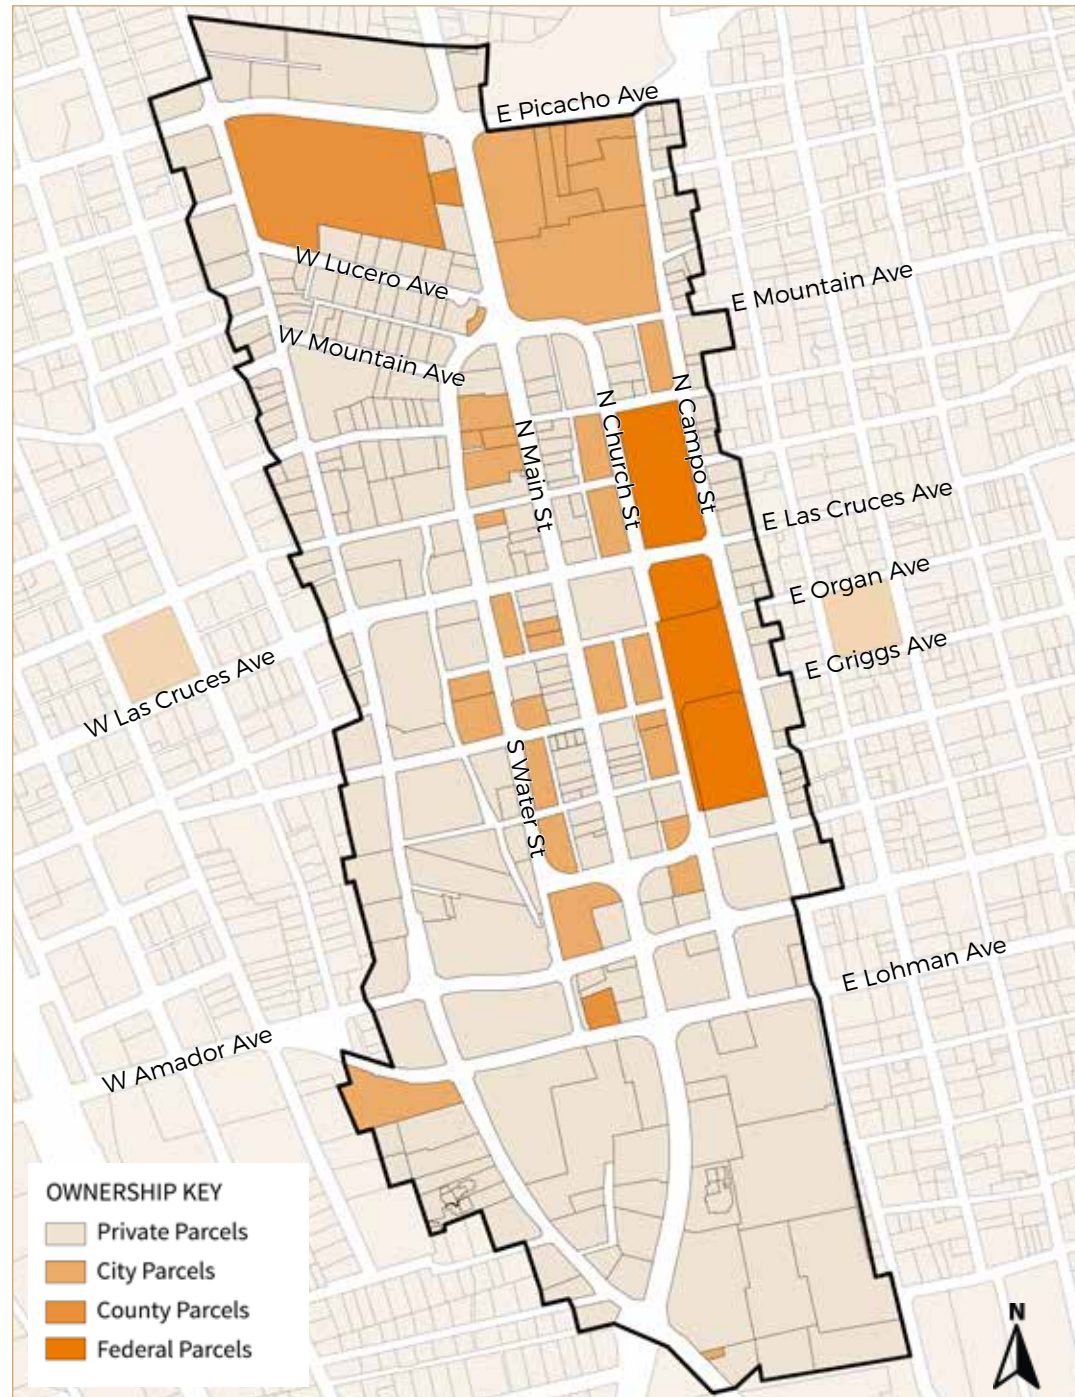 E Picacho Ave
W Lucero Ave
E Mountain Ave
W Mountain Ave
N Campo St
N Church St
N Main St
E Las Cruces Ave
E Organ Ave
E Griggs Ave
W Las Cruces Ave
S Water St
E Lohman Ave
W Amador Ave
OWNERSHIP KEY
Private Parcels
City Parcels
County Parcels
Federal Parcels
N